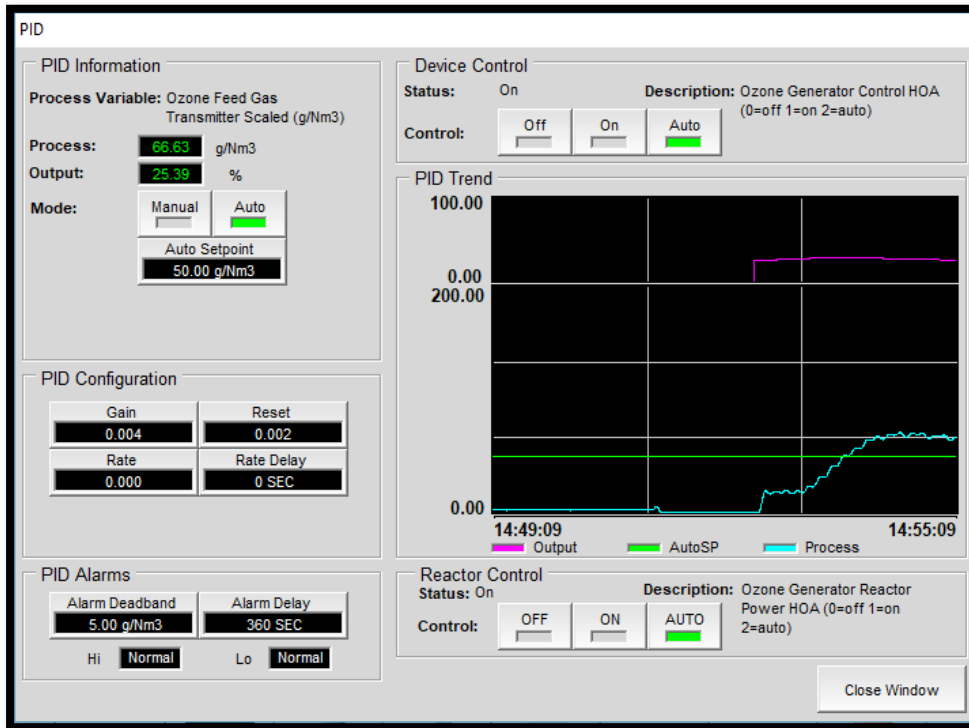 PID
PID Information
Process Variable: Ozone Feed Gas
Transmitter Scaled (g/Nm3)
Process: 66.63 g/Nm3
Output: 25.39 %
Mode: Manual Auto
Auto Setpoint
50.00 g/Nm3
PID Configuration
Gain Reset
0.004 0.002
Rate Rate Delay
0.000 0 SEC
PID Alarms
Alarm Deadband Alarm Delay
5.00 g/Nm3 360 SEC
Hi Normal Lo Normal
Device Control
Status: On Description: Ozone Generator Control HOA
(0=off 1=on 2=auto)
Control: Off On Auto
PID Trend
100.00
0.00
200.00
0.00
14:49:09 14:55:09
Output AutoSP Process
Reactor Control
Status: On Description: Ozone Generator Reactor
Power HOA (0=off 1=on
2=auto)
Control: OFF ON AUTO
Close Window